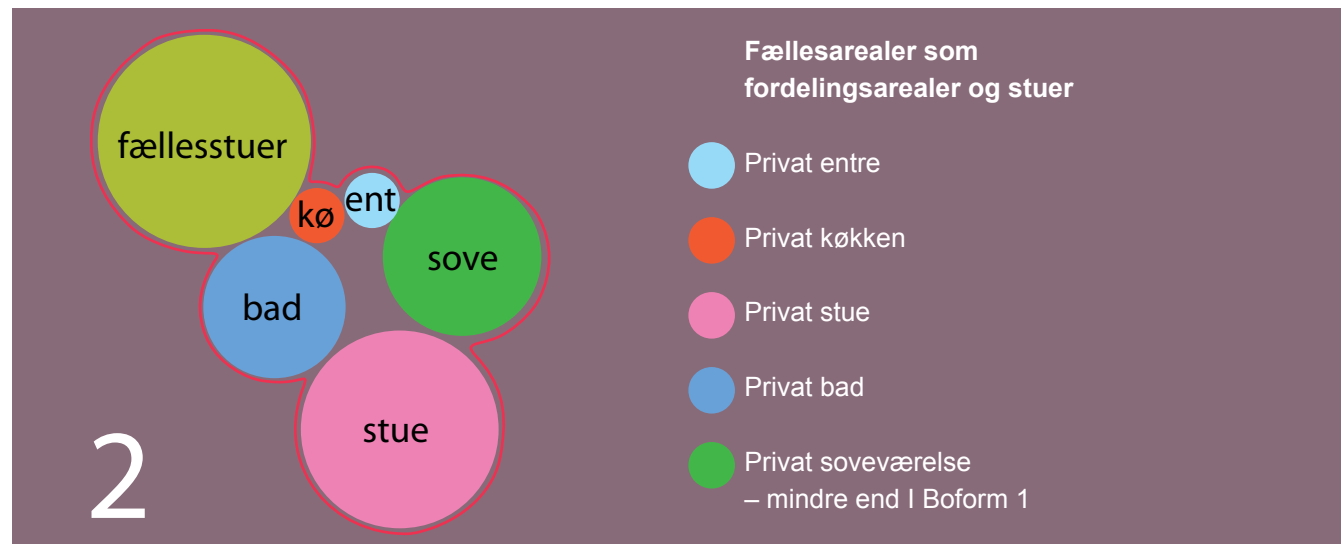 fællesstuer
kø
ent
sove
bad
stue
2
Fællesarealer som
fordelingsarealer og stuer
Privat entre
Privat køkken
Privat stue
Privat bad
Privat soveværelse
– mindre end I Boform 1